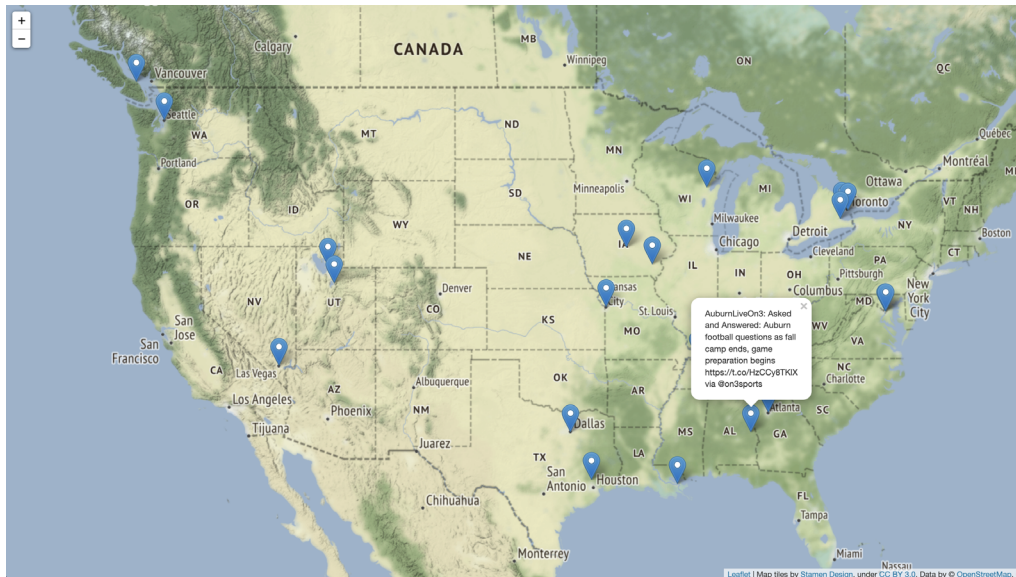 +
−
CANADA
MB
ON
QC
Calgary
Winnipeg
Vancouver
Seattle
WA
MT
ND
MN
Québec
Ottawa
Montréal
Portland
OR
ID
SD
Minneapolis
WI
MI
Toronto
VT
NH
NY
Boston
CT
WY
Milwaukee
Detroit
Chicago
Cleveland
IA
NE
IL
IN
OH
PA
Pittsburgh
Columbus
New
York
City
MD
NV
UT
Denver
CO
Kansas
City
St. Louis
MO
KS
WV
VA
San
Jose
San
Francisco
CA
Las Vegas
×
AuburnLiveOn3: Asked
and Answered: Auburn
football questions as fall
camp ends, game
preparation begins
https://t.co/HzCCy8TKlX
via @on3sports
NC
Charlotte
SC
Los Angeles
AZ
Albuquerque
NM
OK
AR
Phoenix
Tijuana
Dallas
MS
AL
Atlanta
GA
Juarez
TX
LA
San
Antonio
Houston
Chihuahua
FL
Tampa
Monterrey
Miami
Nassau
Leaflet | Map tiles by Stamen Design, under CC BY 3.0. Data by © OpenStreetMap.